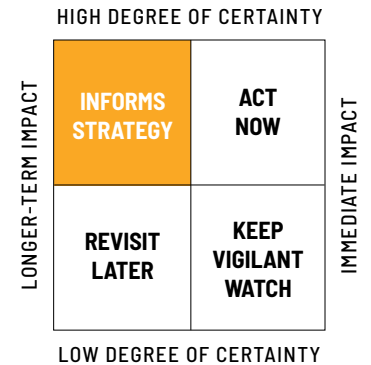 HIGH DEGREE OF CERTAINTY
LONGER-TERM IMPACT
INFORMS
STRATEGY
ACT
NOW
IMMEDIATE IMPACT
REVISIT
LATER
KEEP
VIGILANT
WATCH
LOW DEGREE OF CERTAINTY